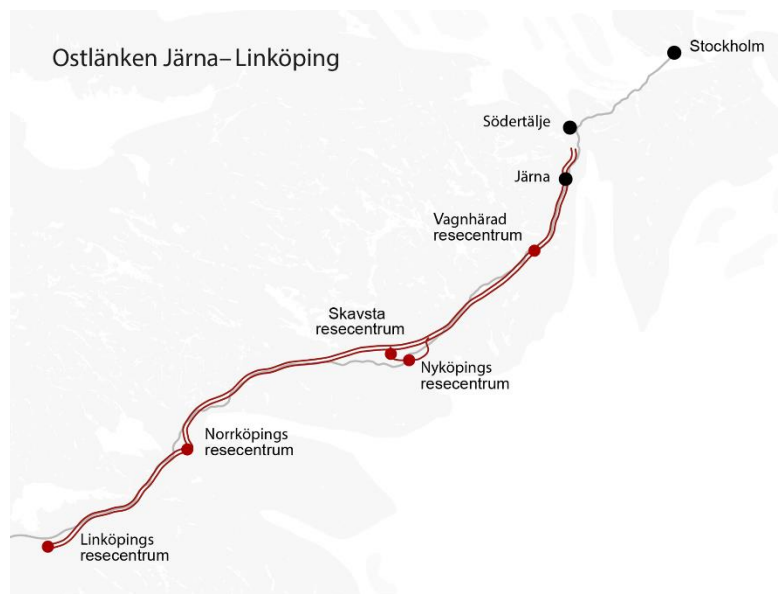 Ostlänken Järna– Linköping
Stockholm
Södertälje
Järna
Vagnhärad
resecentrum
Skavsta
resecentrum
Nyköpings
resecentrum
Norrköpings
resecentrum
Linköpings
resecentrum